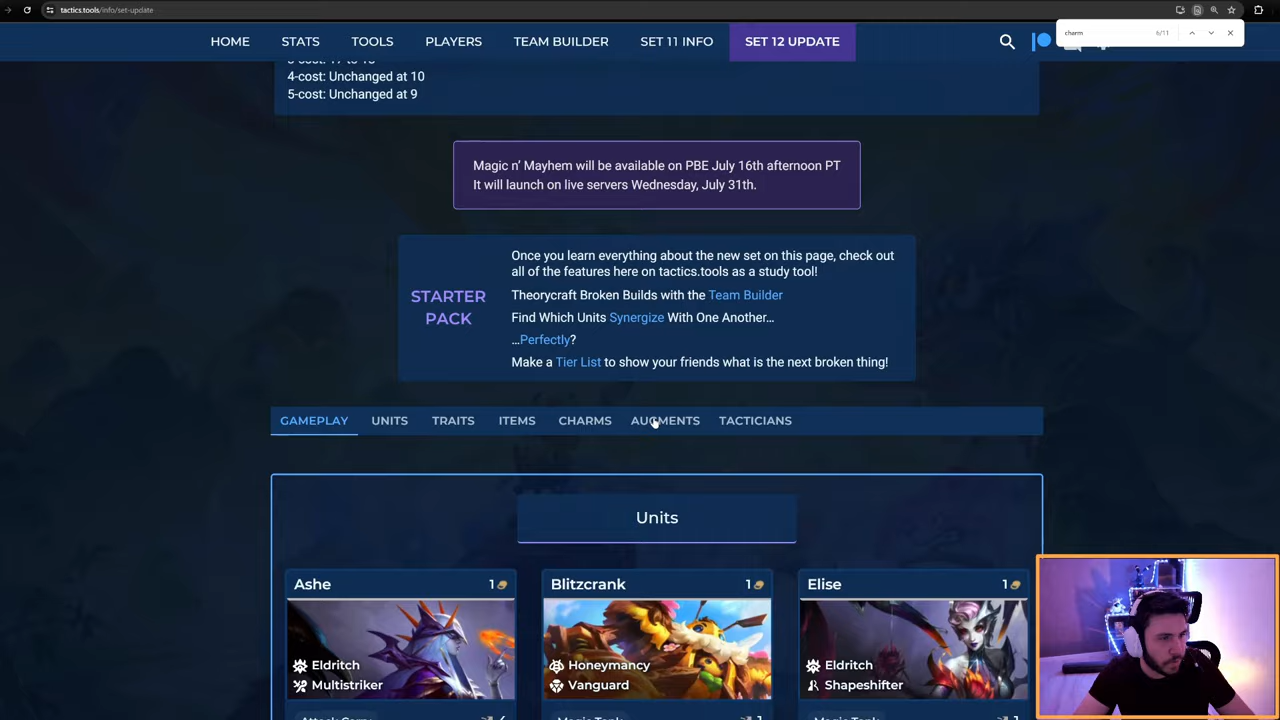 tactics.tools/info/set-update
charm
6/11
HOME
STATS
TOOLS
PLAYERS
TEAM BUILDER
SET 11 INFO
SET 12 UPDATE
4-cost: Unchanged at 10
5-cost: Unchanged at 9
Magic n' Mayhem will be available on PBE July 16th afternoon PT
It will launch on live servers Wednesday, July 31th.
STARTER
PACK
Once you learn everything about the new set on this page, check out
all of the features here on tactics.tools as a study tool!
Theorycraft Broken Builds with the Team Builder
Find Which Units Synergize With One Another...
...Perfectly?
Make a Tier List to show your friends what is the next broken thing!
GAMEPLAY
UNITS
TRAITS
ITEMS
CHARMS
AUGMENTS
TACTICIANS
Units
Ashe
1
Eldritch
Multistriker
Blitzcrank
1
Honeymancy
Vanguard
Elise
1
Eldritch
Shapeshifter